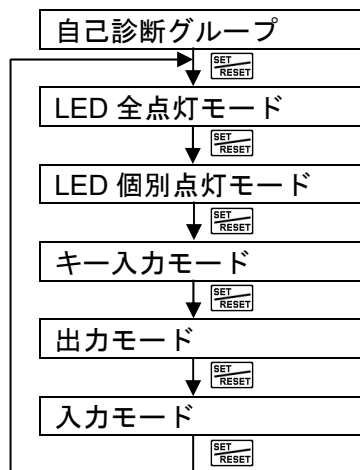 自己診断グループ
SET
RESET
LED 全点灯モード
SET
RESET
LED 個別点灯モード
SET
RESET
キー入力モード
SET
RESET
出力モード
SET
RESET
入力モード
SET
RESET